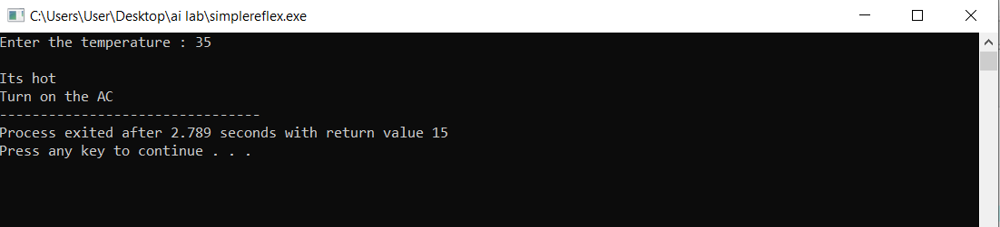 C:\Users\User\Desktop\ai lab\simplereflex.exe
Enter the temperature : 35
Its hot
Turn on the AC
--------------------------------
Process exited after 2.789 seconds with return value 15
Press any key to continue . . .